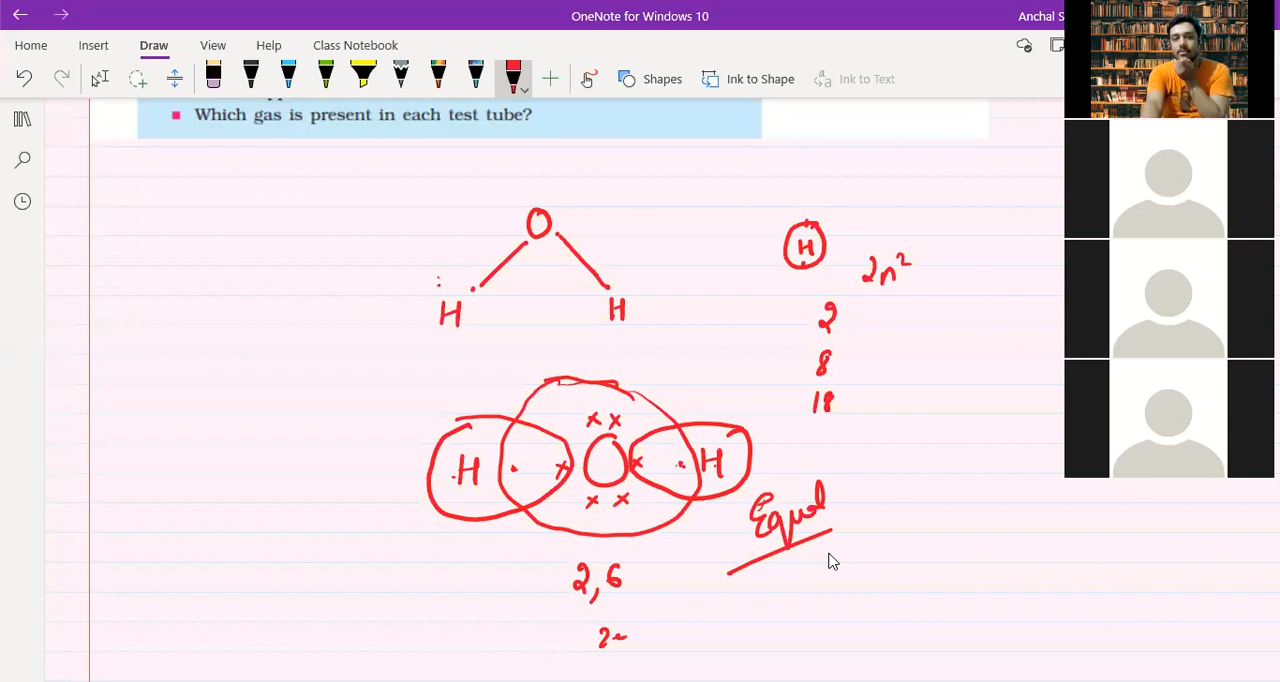 OneNote for Windows 10
Anchal S
Home Insert Draw View Help Class Notebook
Shapes Ink to Shape Ink to Text
Which gas is present in each test tube?
O
H H
H
2n²
2
8
18
H O H
Equal
2, 6